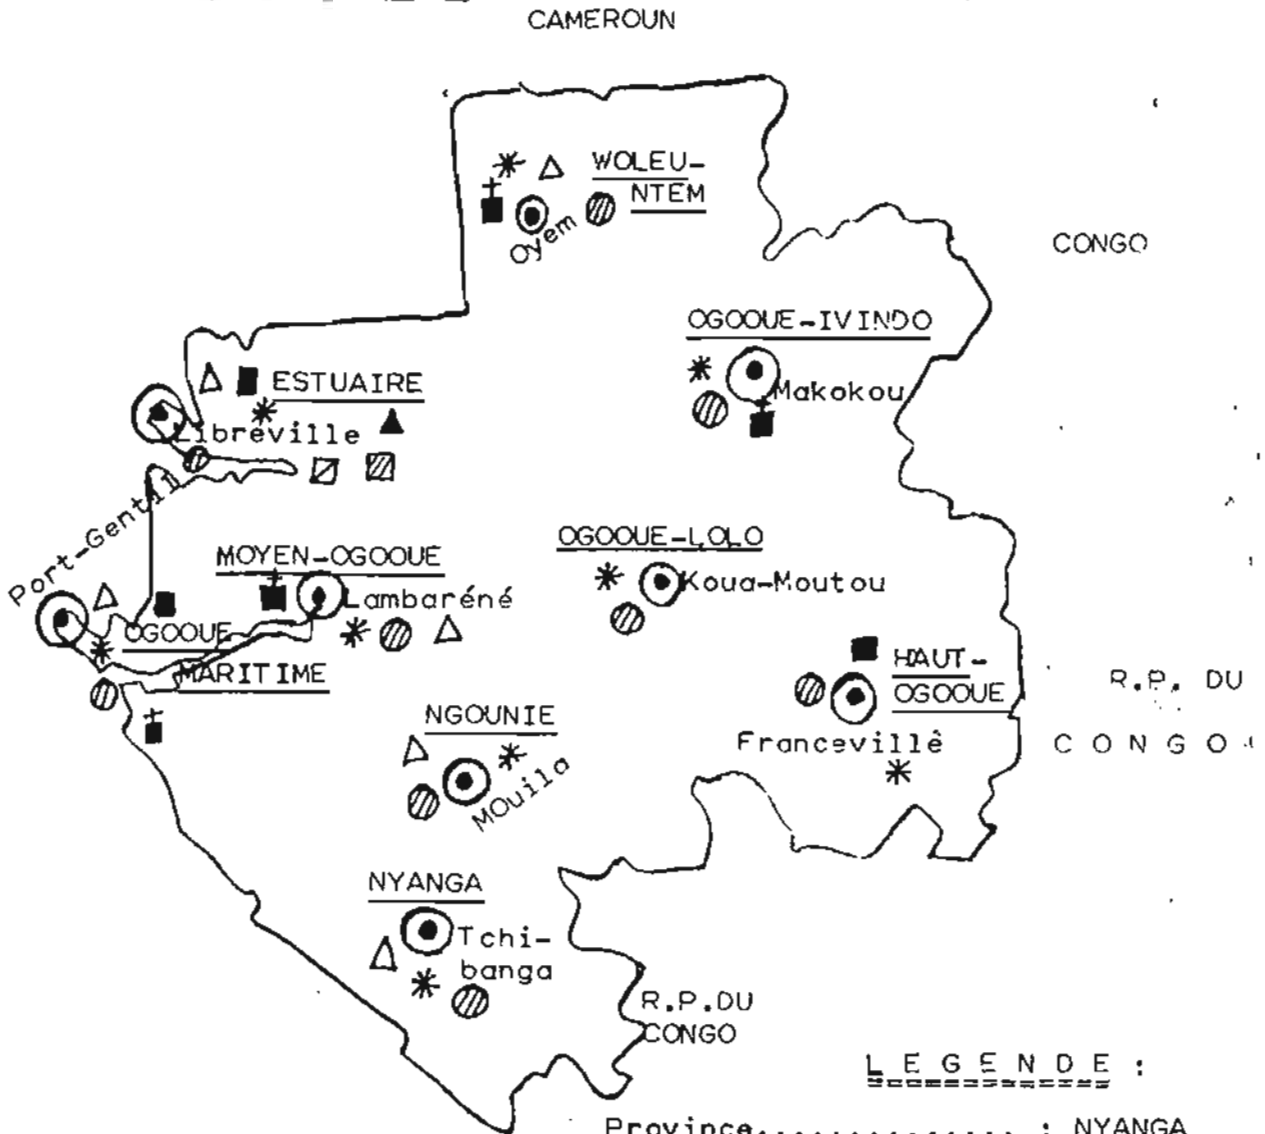 CAMEROUN
WOLEU-
NTEM
Oyem
CONGO
OGOOUE-IVINDO
Makokou
ESTUAIRE
Libreville
Port-Gentil
OGOOUE-LOLO
MOYEN-OGOOUE
Koua-Moutou
Lambaréné
OGOOUE
MARITIME
HAUT-
OGOOUE
R.P. DU
CONGO
NGOUNIE
Francevillê
MOuila
NYANGA
Tchi-
banga
R.P.DU
CONGO
LEGENDE :
Province............... : NYANGA